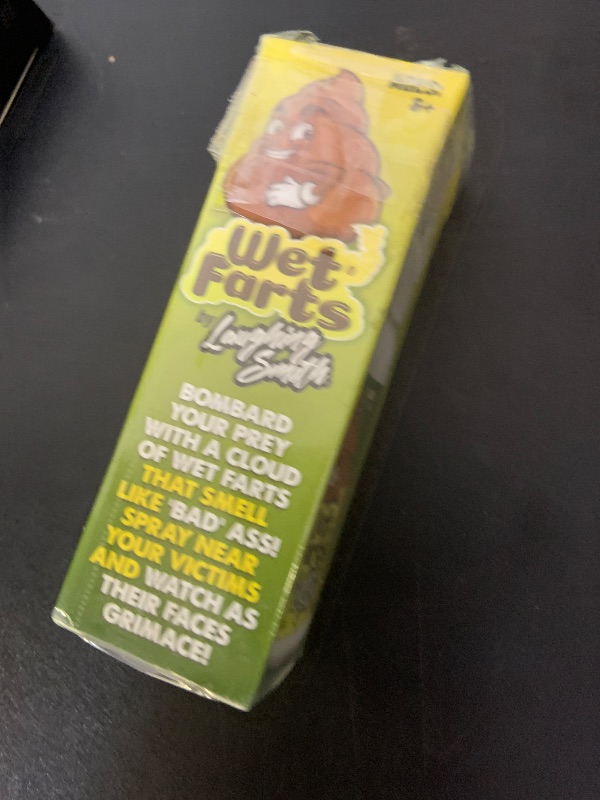 8+
Wet
Farts
by Laughing
Smith
BOMBARD
YOUR PREY
WITH A CLOUD
OF WET FARTS
THAT SMELL
LIKE 'BAD' ASS!
SPRAY NEAR
YOUR VICTIMS
AND WATCH AS
THEIR FACES
GRIMACE!